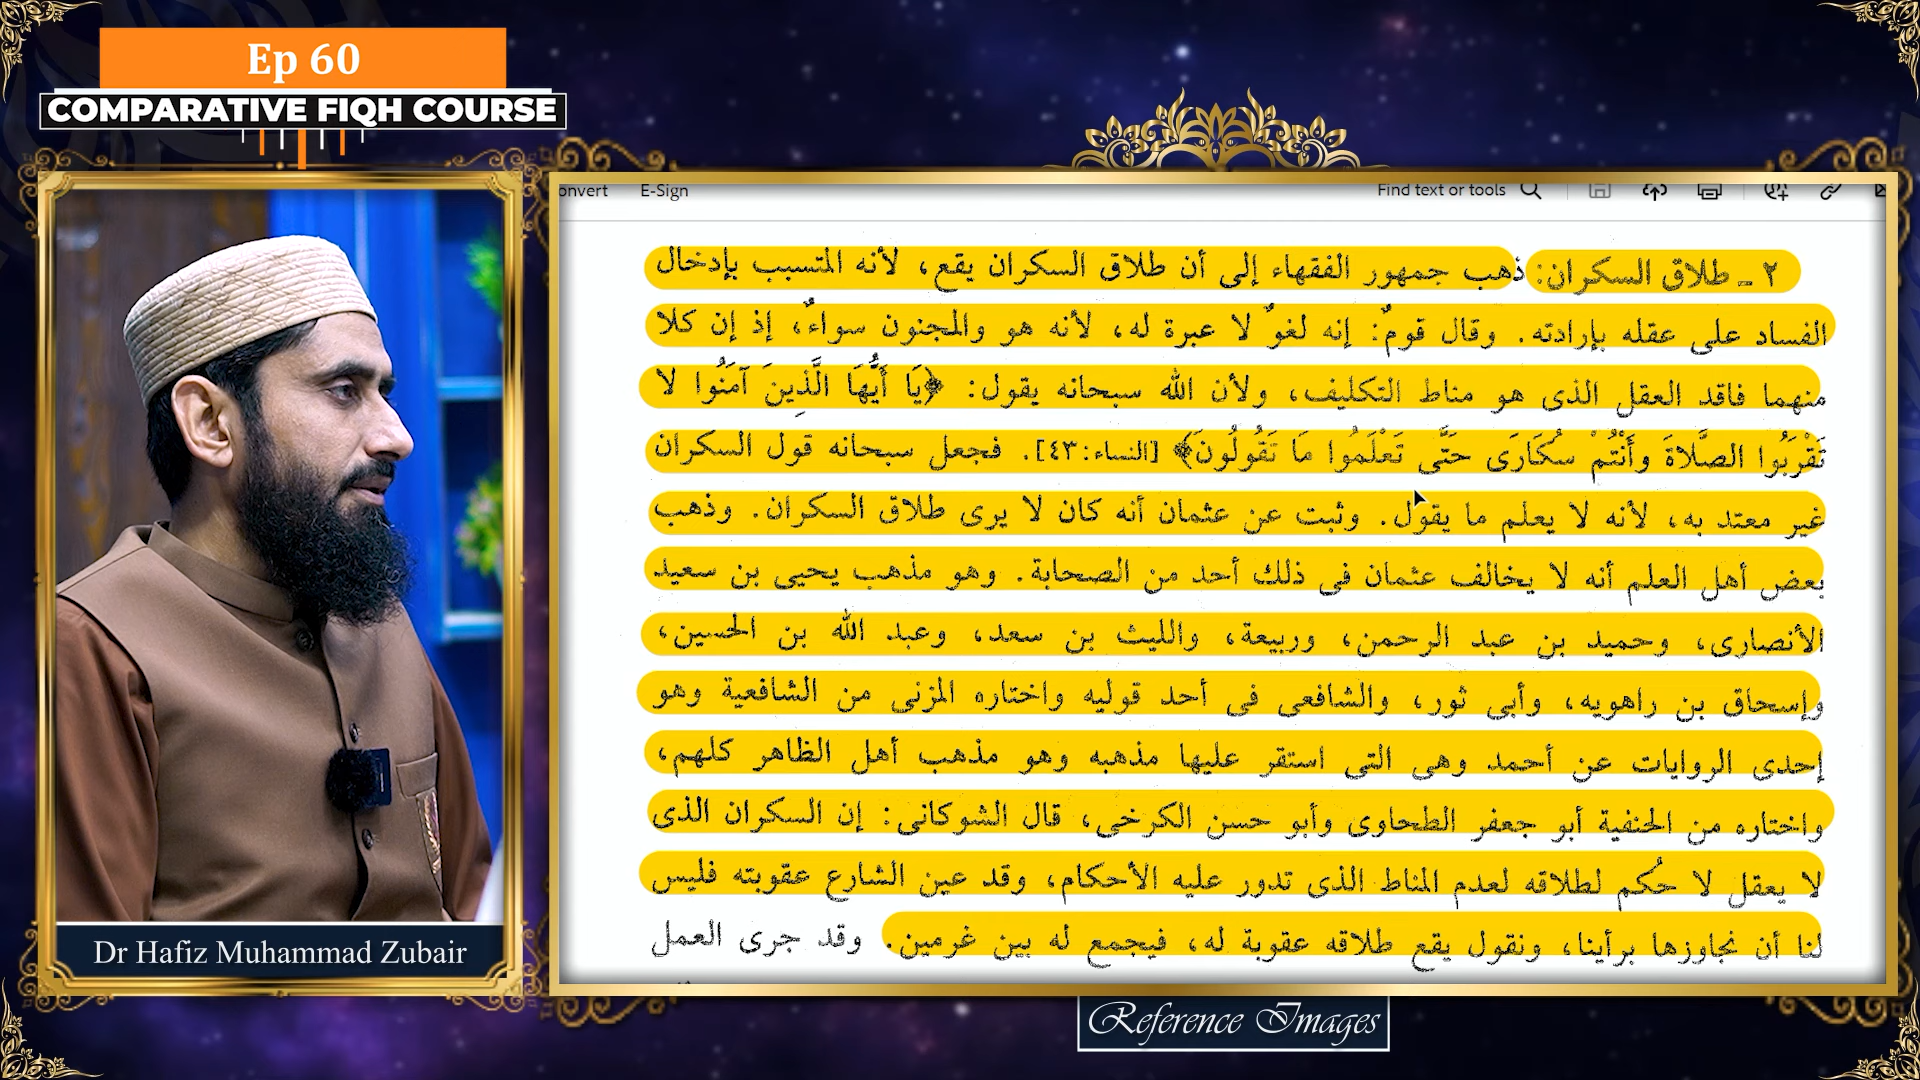 Ep 60
COMPARATIVE FIQH COURSE
onvert E-Sign Find text or tools
٢ ـ طلاق السكران: ذهب جمهور الفقهاء إلى أن طلاق السكران يقع، لأنه المتسبب بإدخال
الفساد على عقله بإرادته. وقال قومٌ: إنه لغوٌ لا عبرة له، لأنه هو والمجنون سواءٌ، إذ إن كلا
منهما فاقد العقل الذى هو مناط التكليف، ولأن الله سبحانه يقول: ﴿يَا أَيُّهَا الَّذِينَ آمَنُوا لا
تَقْرَبُوا الصَّلاةَ وأَنْتُمْ سُكَارَى حَتَّى تَعْلَمُوا مَا تَقُولُونَ﴾ [النساء:٤٣]. فجعل سبحانه قول السكران
غير معتد به، لأنه لا يعلم ما يقول. وثبت عن عثمان أنه كان لا يرى طلاق السكران. وذهب
بعض أهل العلم أنه لا يخالف عثمان فى ذلك أحد من الصحابة. وهو مذهب يحيى بن سعيد
الأنصارى، وحميد بن عبد الرحمن، وربيعة، والليث بن سعد، وعبد الله بن الحسين،
وإسحاق بن راهويه، وأبى ثور، والشافعى فى أحد قوليه واختاره المزنى من الشافعية وهو
إحدى الروايات عن أحمد وهى التى استقر عليها مذهبه وهو مذهب أهل الظاهر كلهم،
واختاره من الحنفية أبو جعفر الطحاوى وأبو حسن الكرخى، قال الشوكانى: إن السكران الذى
لا يعقل لا حُكم لطلاقه لعدم المناط الذى تدور عليه الأحكام، وقد عين الشارع عقوبته فليس
لنا أن نجاوزها برأينا، ونقول يقع طلاقه عقوبة له، فيجمع له بين غرمين. وقد جرى العمل
Dr Hafiz Muhammad Zubair
Reference Images